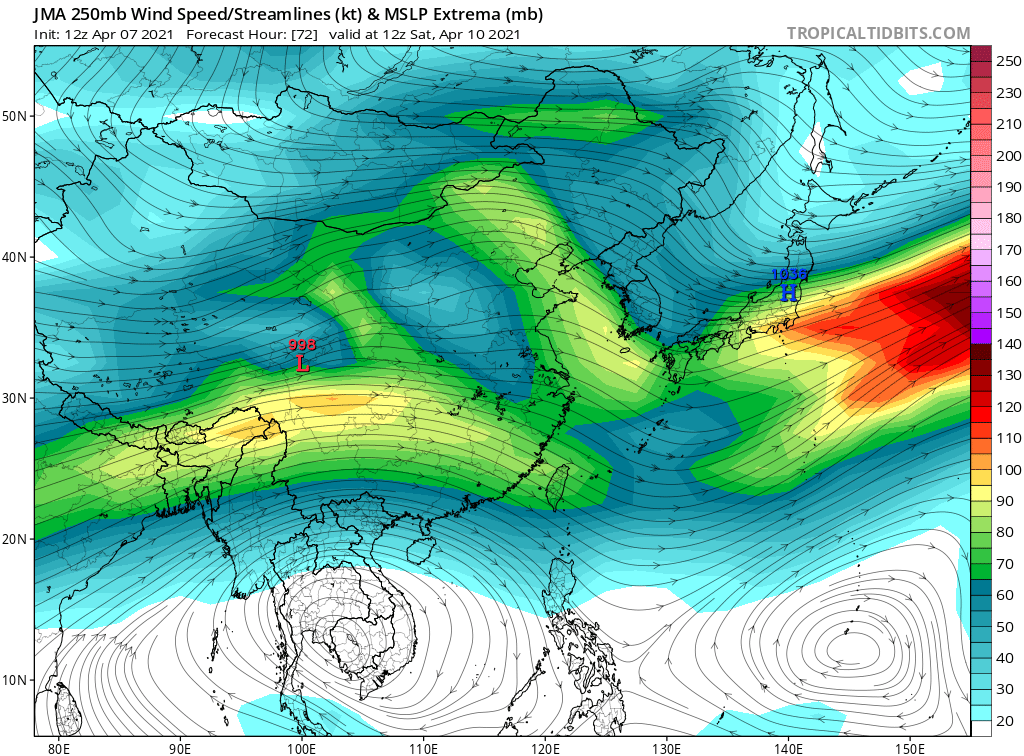 JMA 250mb Wind Speed/Streamlines (kt) & MSLP Extrema (mb)
Init: 12z Apr 07 2021 Forecast Hour: [72] valid at 12z Sat, Apr 10 2021
TROPICALTIDBITS.COM
50N
40N
30N
20N
10N
80E
90E
100E
110E
120E
130E
140E
150E
998
L
1036
H
250
230
220
210
200
190
180
170
160
150
140
130
120
110
100
90
80
70
60
50
40
30
20